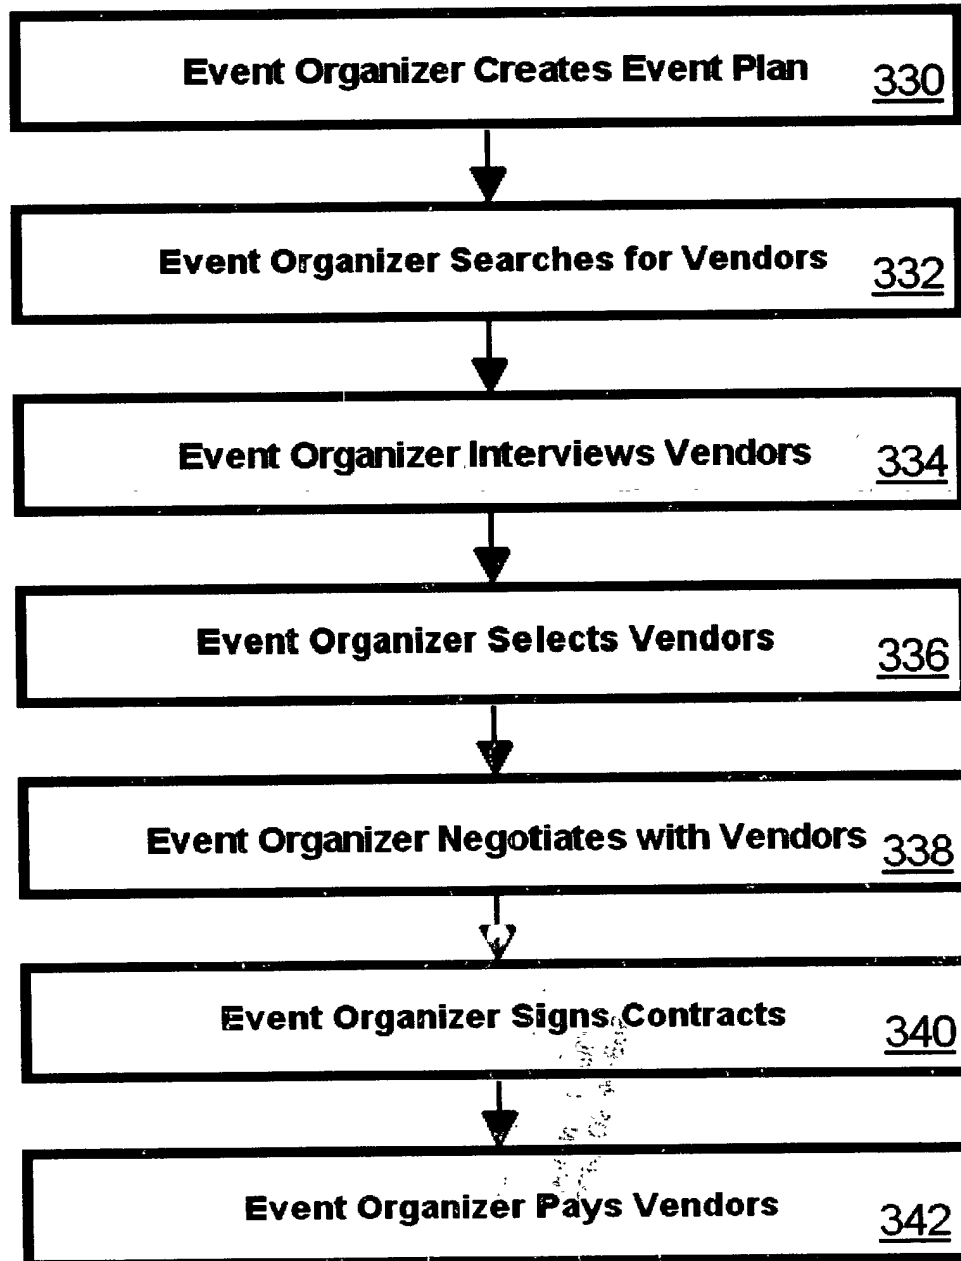 Event Organizer Creates Event Plan 330
Event Organizer Searches for Vendors 332
Event Organizer Interviews Vendors 334
Event Organizer Selects Vendors 336
Event Organizer Negotiates with Vendors 338
Event Organizer Signs Contracts 340
Event Organizer Pays Vendors 342